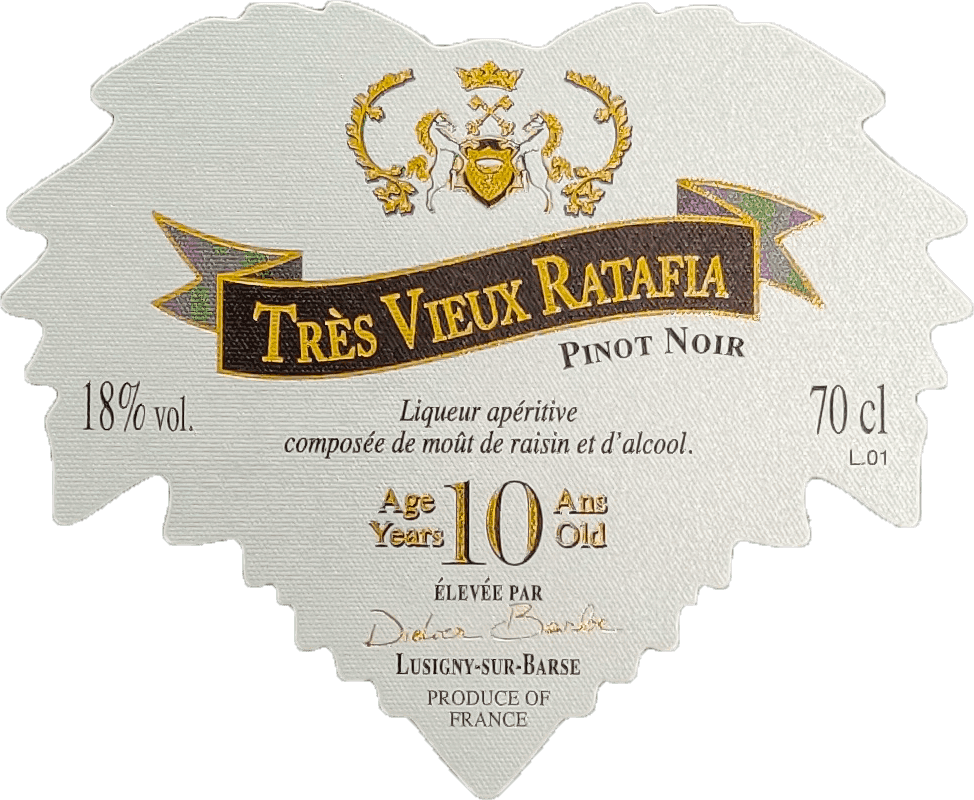 TRÈS VIEUX RATAFIA
PINOT NOIR
18% vol.
Liqueur apéritive
composée de moût de raisin et d'alcool.
70 cl
L.01
Age 10 Ans
Years Old
ÉLEVÉE PAR
Didier
LUSIGNY-SUR-BARSE
PRODUCE OF
FRANCE